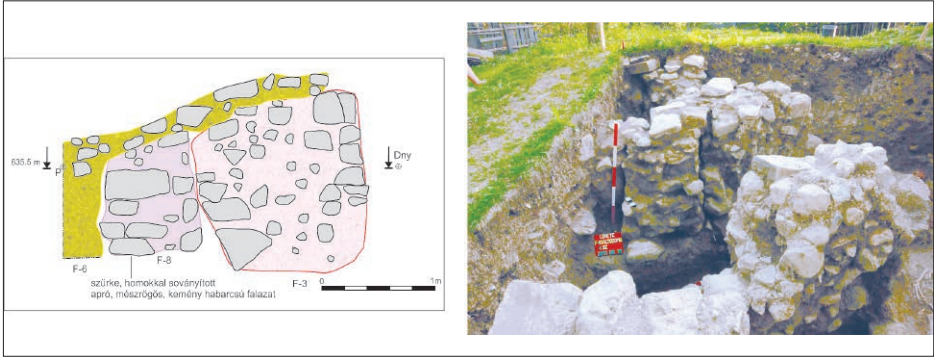 635.5 m
P
Dny
F-6
F-8
szürke, homokkal soványított
apró, mészrögös, kemény habarcsú falazat
F-3
0
1m